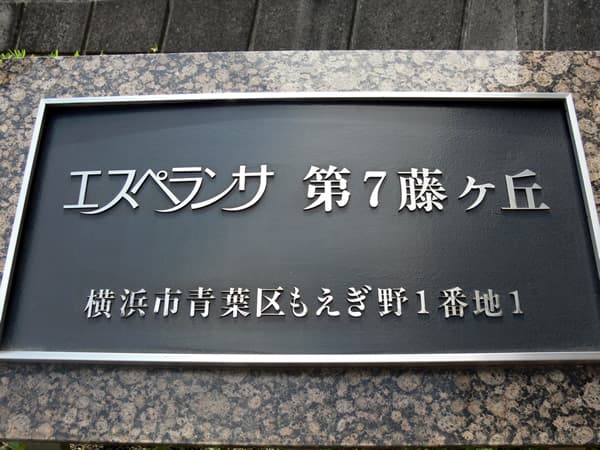 エスペランサ 第7藤ヶ丘
横浜市青葉区もえぎ野1番地1